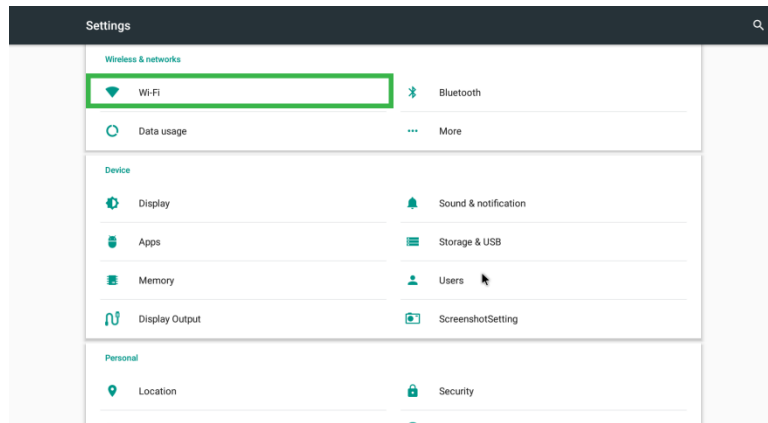 Settings
Wireless & networks
Wi-Fi
Bluetooth
Data usage
More
Device
Display
Sound & notification
Apps
Storage & USB
Memory
Users
Display Output
ScreenshotSetting
Personal
Location
Security